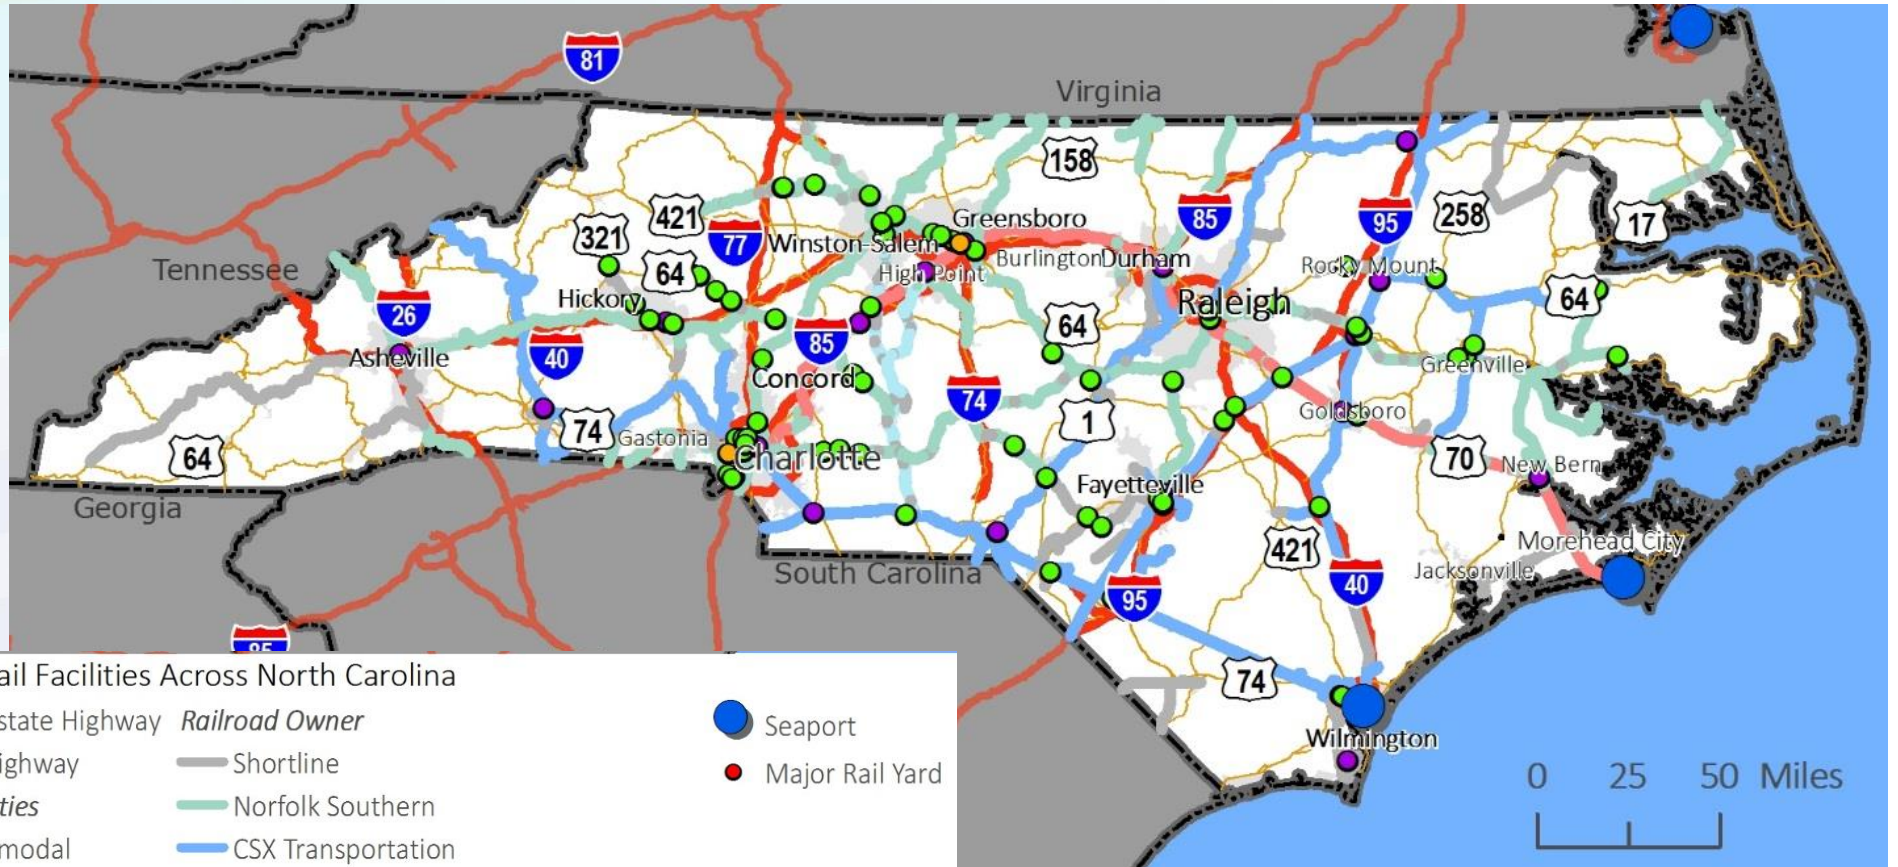 81
Virginia
158
421
321
77
Greensboro
85
95
258
17
Winston-Salem
Burlington
Durham
Tennessee
64
High Point
Rocky Mount
64
Hickory
Raleigh
26
64
85
40
Asheville
Greenville
Concord
74
1
Goldsboro
74
Gastonia
64
Charlotte
70
New Bern
Georgia
Fayetteville
421
Morehead City
South Carolina
Jacksonville
95
40
85
ail Facilities Across North Carolina
state Highway Railroad Owner
Seaport
74
ighway
Shortline
Wilmington
Major Rail Yard
0 25 50 Miles
ties
Norfolk Southern
modal
CSX Transportation